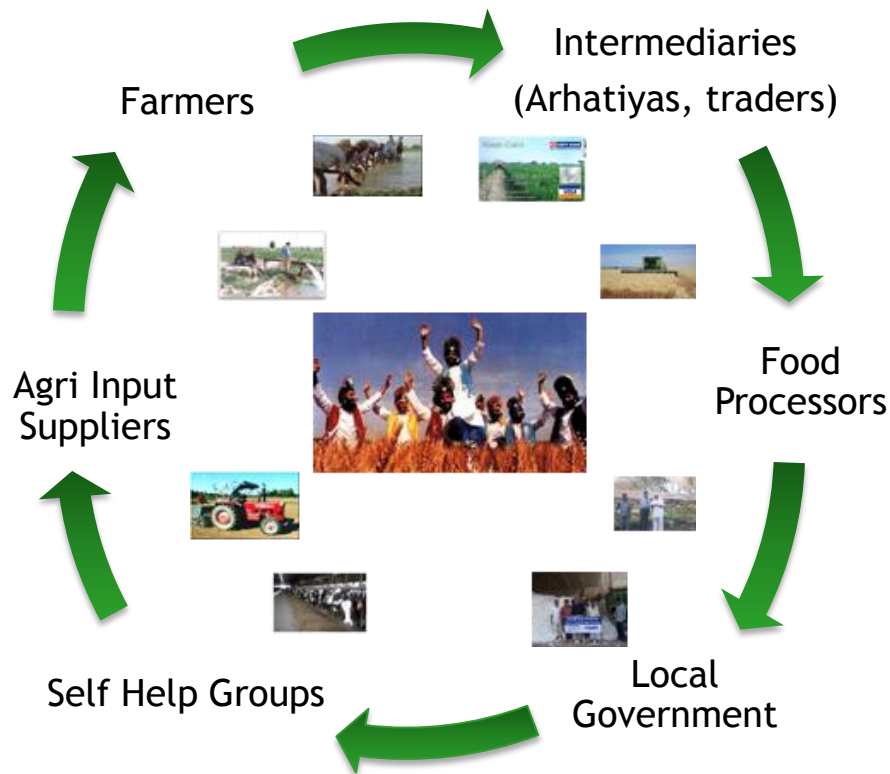 Intermediaries
(Arhatiyas, traders)
Farmers
Food
Processors
Agri Input
Suppliers
Self Help Groups
Local
Government